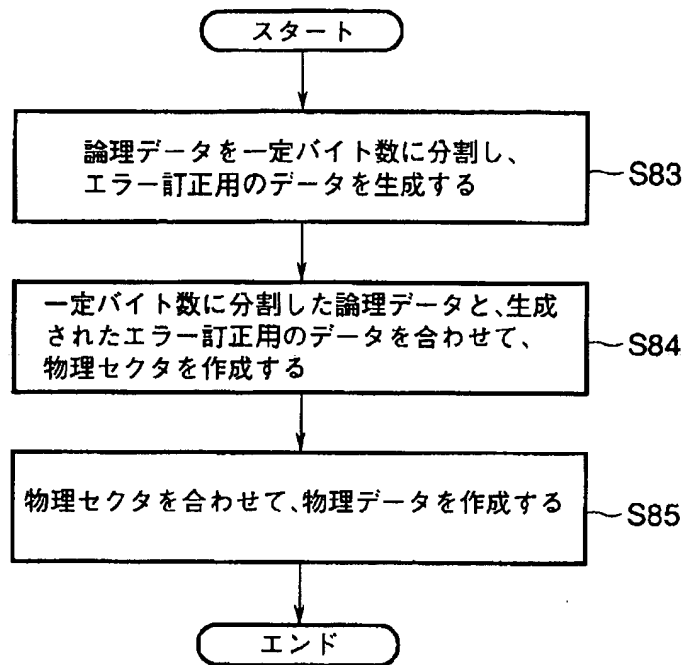 スタート
論理データを一定バイト数に分割し、
エラー訂正用のデータを生成する
S83
一定バイト数に分割した論理データと、生成
されたエラー訂正用のデータを合わせて、
物理セクタを作成する
S84
物理セクタを合わせて、物理データを作成する
S85
エンド